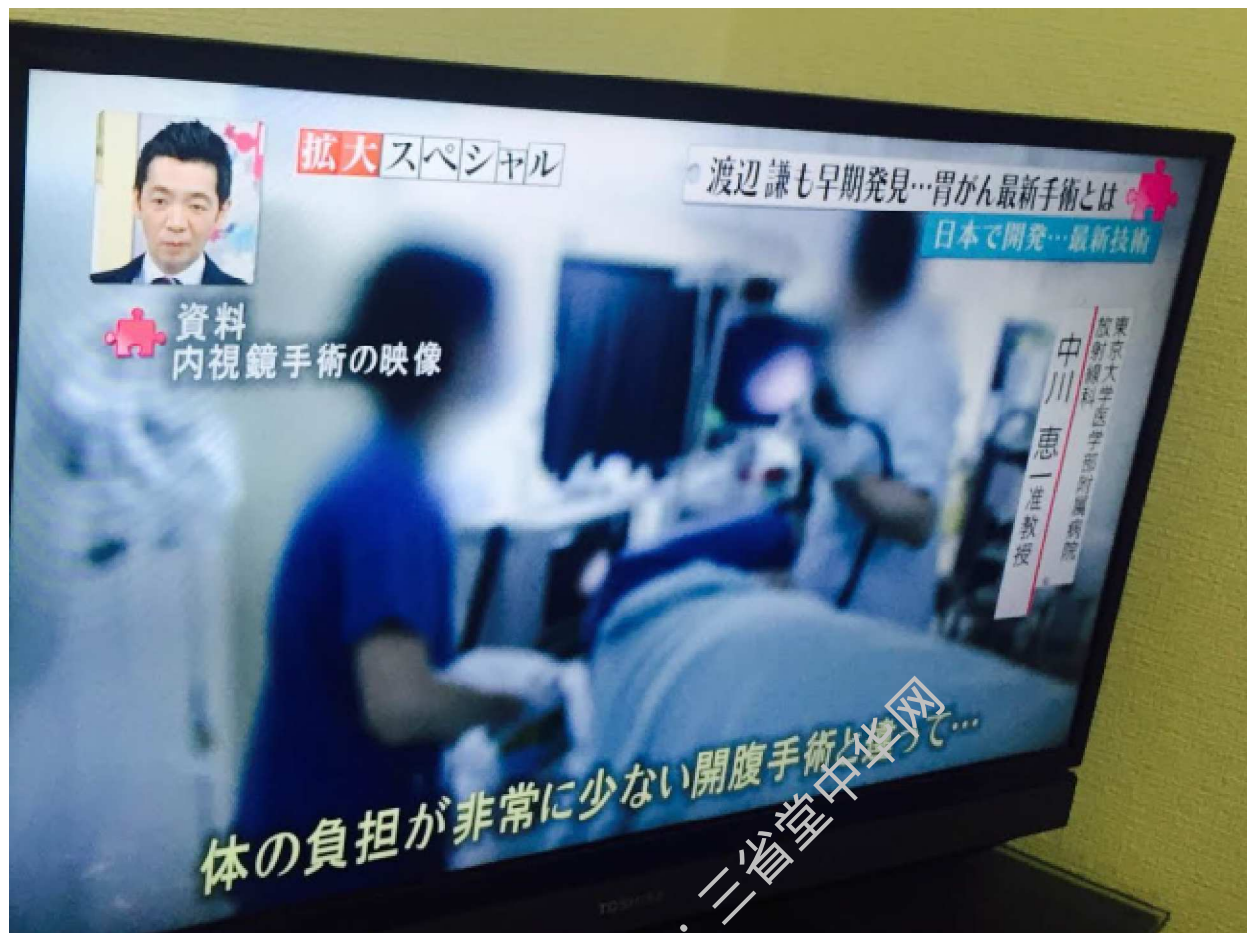 拡大スペシャル
渡辺 謙も早期発見…胃がん最新手術とは
日本で開発…最新技術
資料
内視鏡手術の映像
東京大学医学部附属病院
放射線科
中川 恵一 准教授
体の負担が非常に少ない開腹手術と違って…
TOSHIBA
三省堂中华网